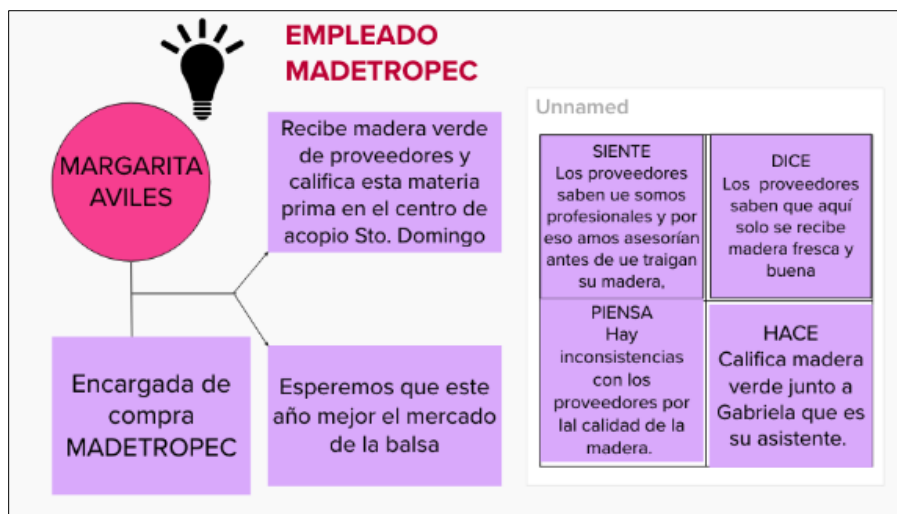 EMPLEADO
MADETROPEC
MARGARITA
AVILES
Recibe madera verde
de proveedores y
califica esta materia
prima en el centro de
acopio Sto. Domingo
Encargada de
compra
MADETROPEC
Esperemos que este
año mejor el mercado
de la balsa
Unnamed
SIENTE
Los proveedores
saben ue somos
profesionales y por
eso amos asesorían
antes de ue traigan
su madera,
DICE
Los proveedores
saben que aquí
solo se recibe
madera fresca y
buena
PIENSA
Hay
inconsistencias
con los
proveedores por
lal calidad de la
madera.
HACE
Califica madera
verde junto a
Gabriela que es
su asistente.